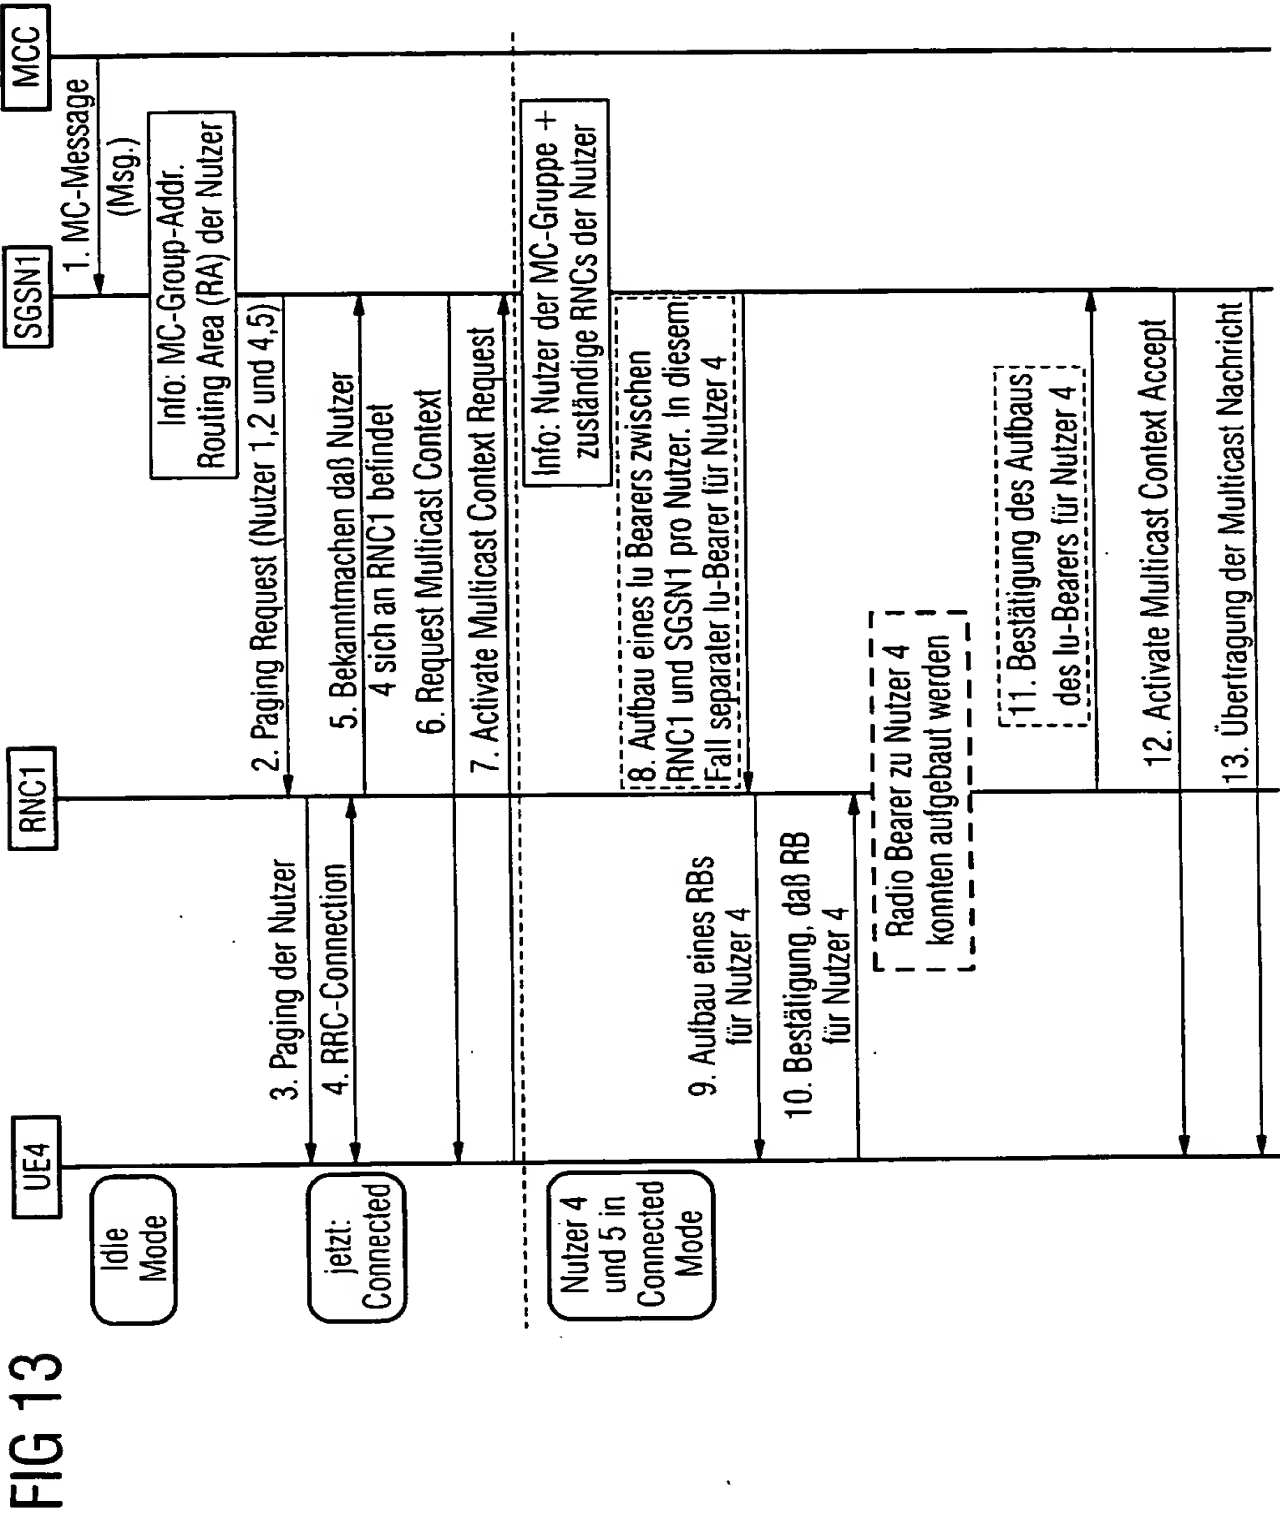 FIG 13
UE4
RNC1
SGSN1
MCC
Idle
Mode
1. MC-Message
(Msg.)
Info: MC-Group-Addr.
Routing Area (RA) der Nutzer
2. Paging Request (Nutzer 1,2 und 4,5)
3. Paging der Nutzer
4. RRC-Connection
jetzt:
Connected
5. Bekanntmachen daß Nutzer
4 sich an RNC1 befindet
6. Request Multicast Context
7. Activate Multicast Context Request
Nutzer 4
und 5 in
Connected
Mode
Info: Nutzer der MC-Gruppe +
zuständige RNCs der Nutzer
8. Aufbau eines Iu Bearers zwischen
RNC1 und SGSN1 pro Nutzer. In diesem
Fall separater Iu-Bearer für Nutzer 4
9. Aufbau eines RBs
für Nutzer 4
10. Bestätigung, daß RB
für Nutzer 4
Radio Bearer zu Nutzer 4
konnten aufgebaut werden
11. Bestätigung des Aufbaus
des Iu-Bearers für Nutzer 4
12. Activate Multicast Context Accept
13. Übertragung der Multicast Nachricht